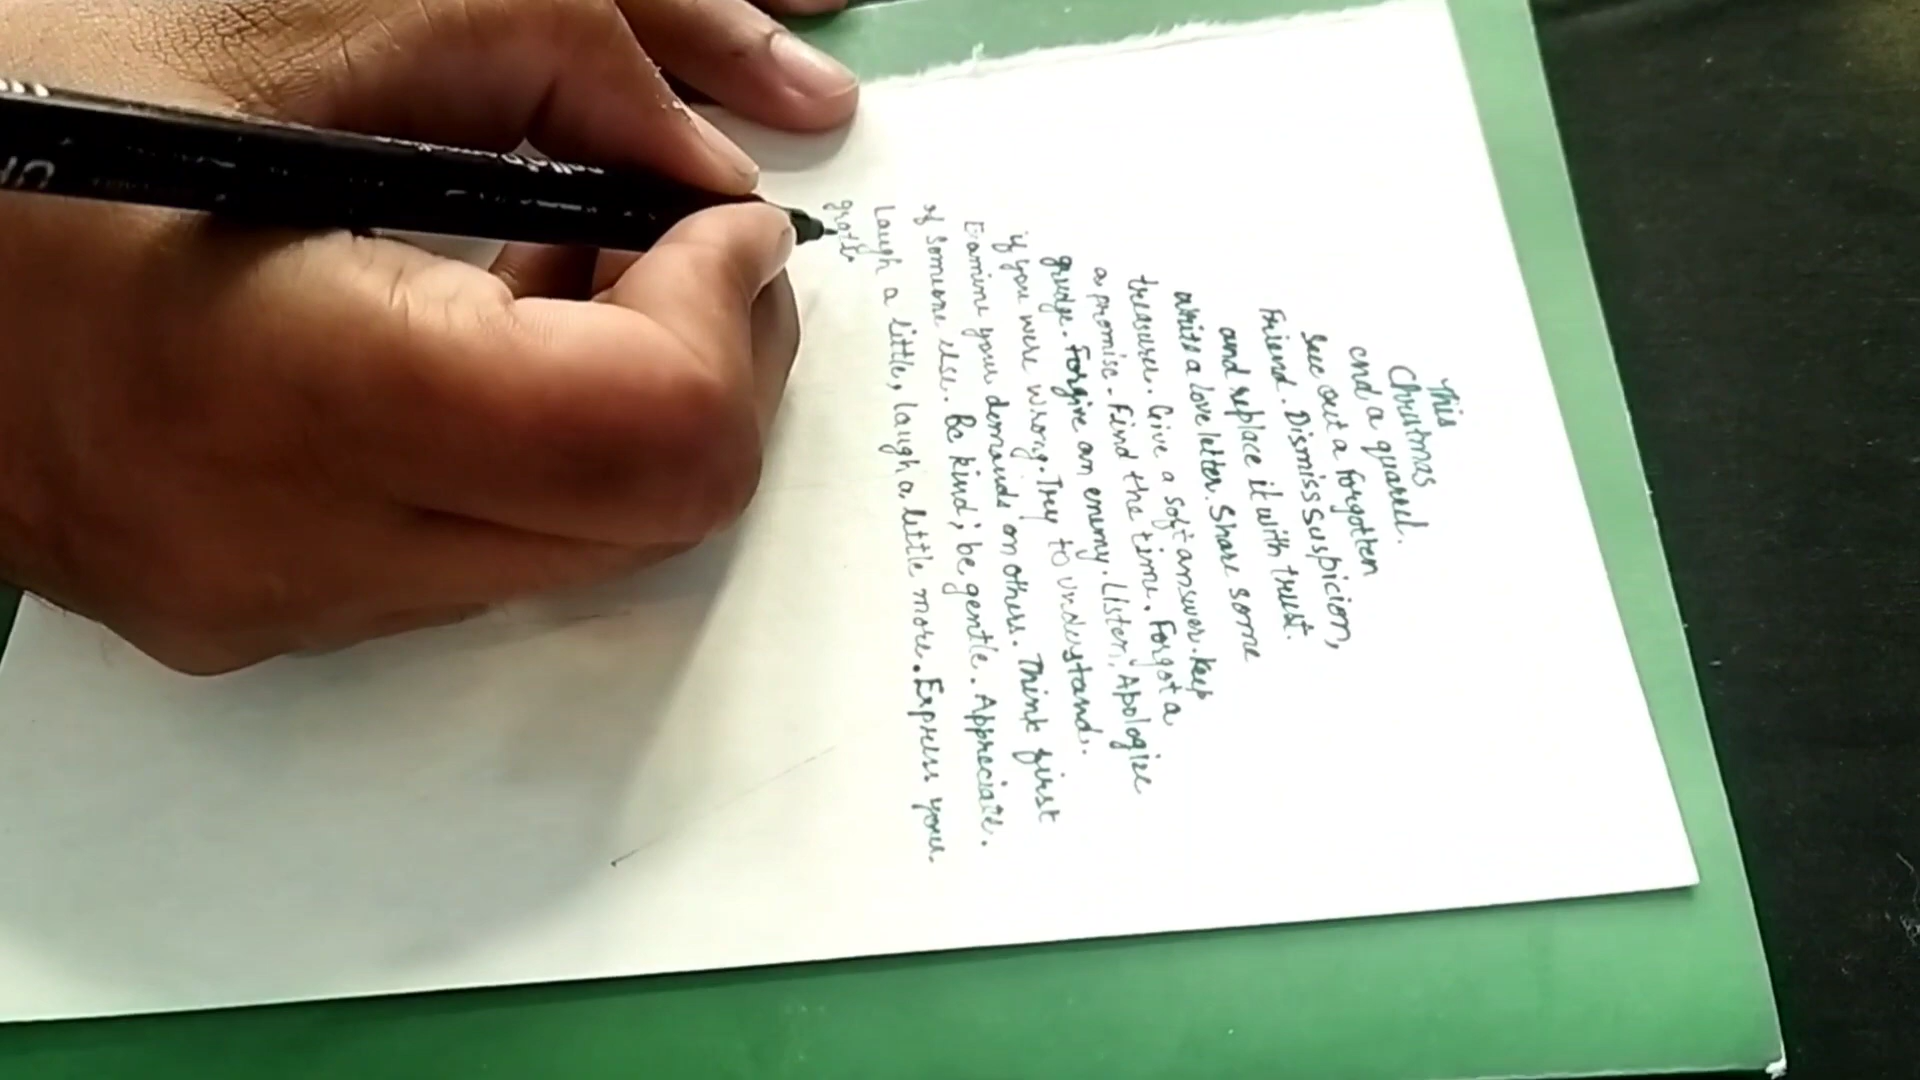 This
Christmas
end a quarrel.
See out a forgotten
Friend. Dismiss Suspicion,
and replace it with trust.
write a love letter. Share some
treasure. Give a soft answer. keep
a promise. Find the time. Forgot a
grudge. Forgive an enemy. Listen, Apologize
if you were wrong. Try to understand.
Examine your demands on others. Think first
of someone else. Be kind; be gentle. Appreciate.
Laugh a little, laugh a little more. Express your